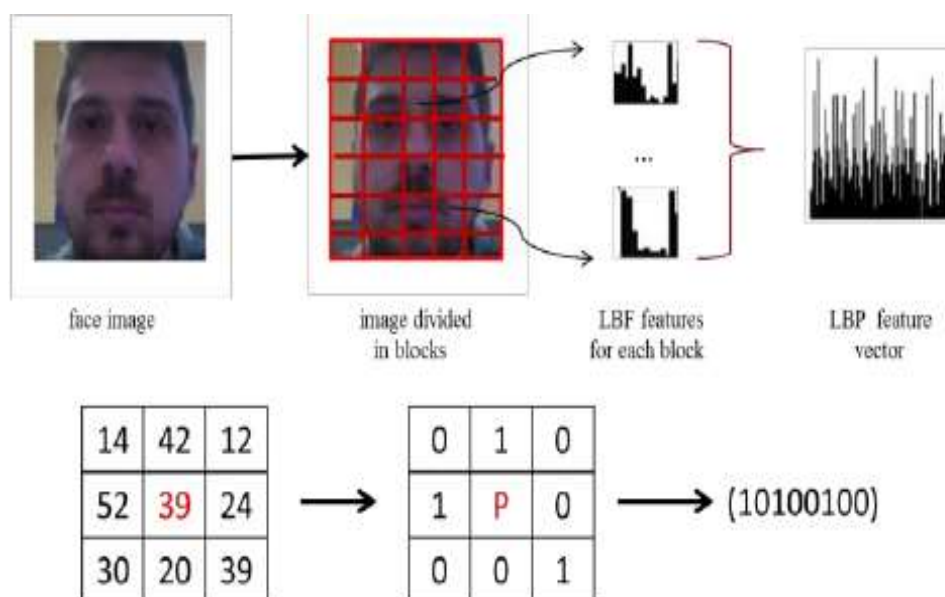 ...
face image
image divided
in blocks
LBF features
for each block
LBP feature
vector
14 42 12
52 39 24
30 20 39
0 1 0
1 P 0
0 0 1
(10100100)